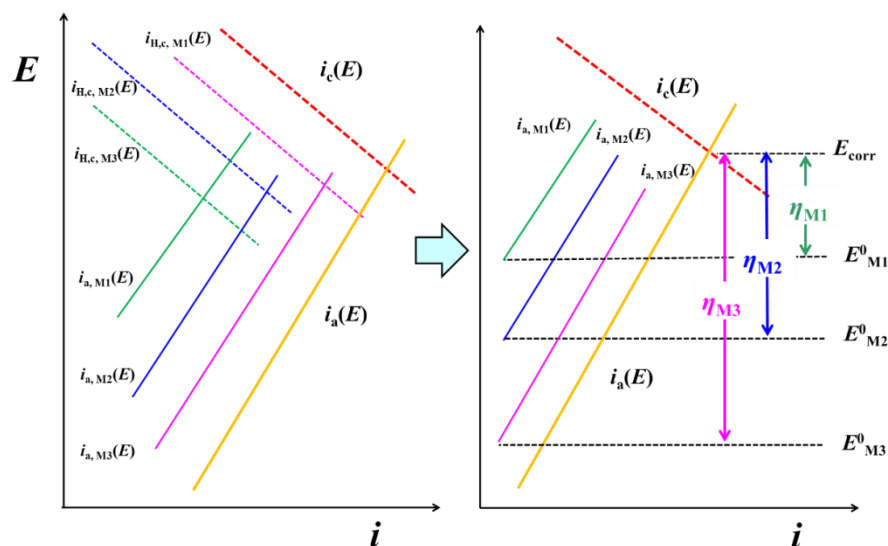 E
i_H,c, M1(E)
i_c(E)
i_H,c, M2(E)
i_H,c, M3(E)
i_a, M1(E)
i_a(E)
i_a, M2(E)
i_a, M3(E)
i
i_c(E)
i_a, M1(E)
i_a, M2(E)
E_corr
i_a, M3(E)
η_M1
E^0_M1
η_M2
η_M3
E^0_M2
i_a(E)
E^0_M3
i